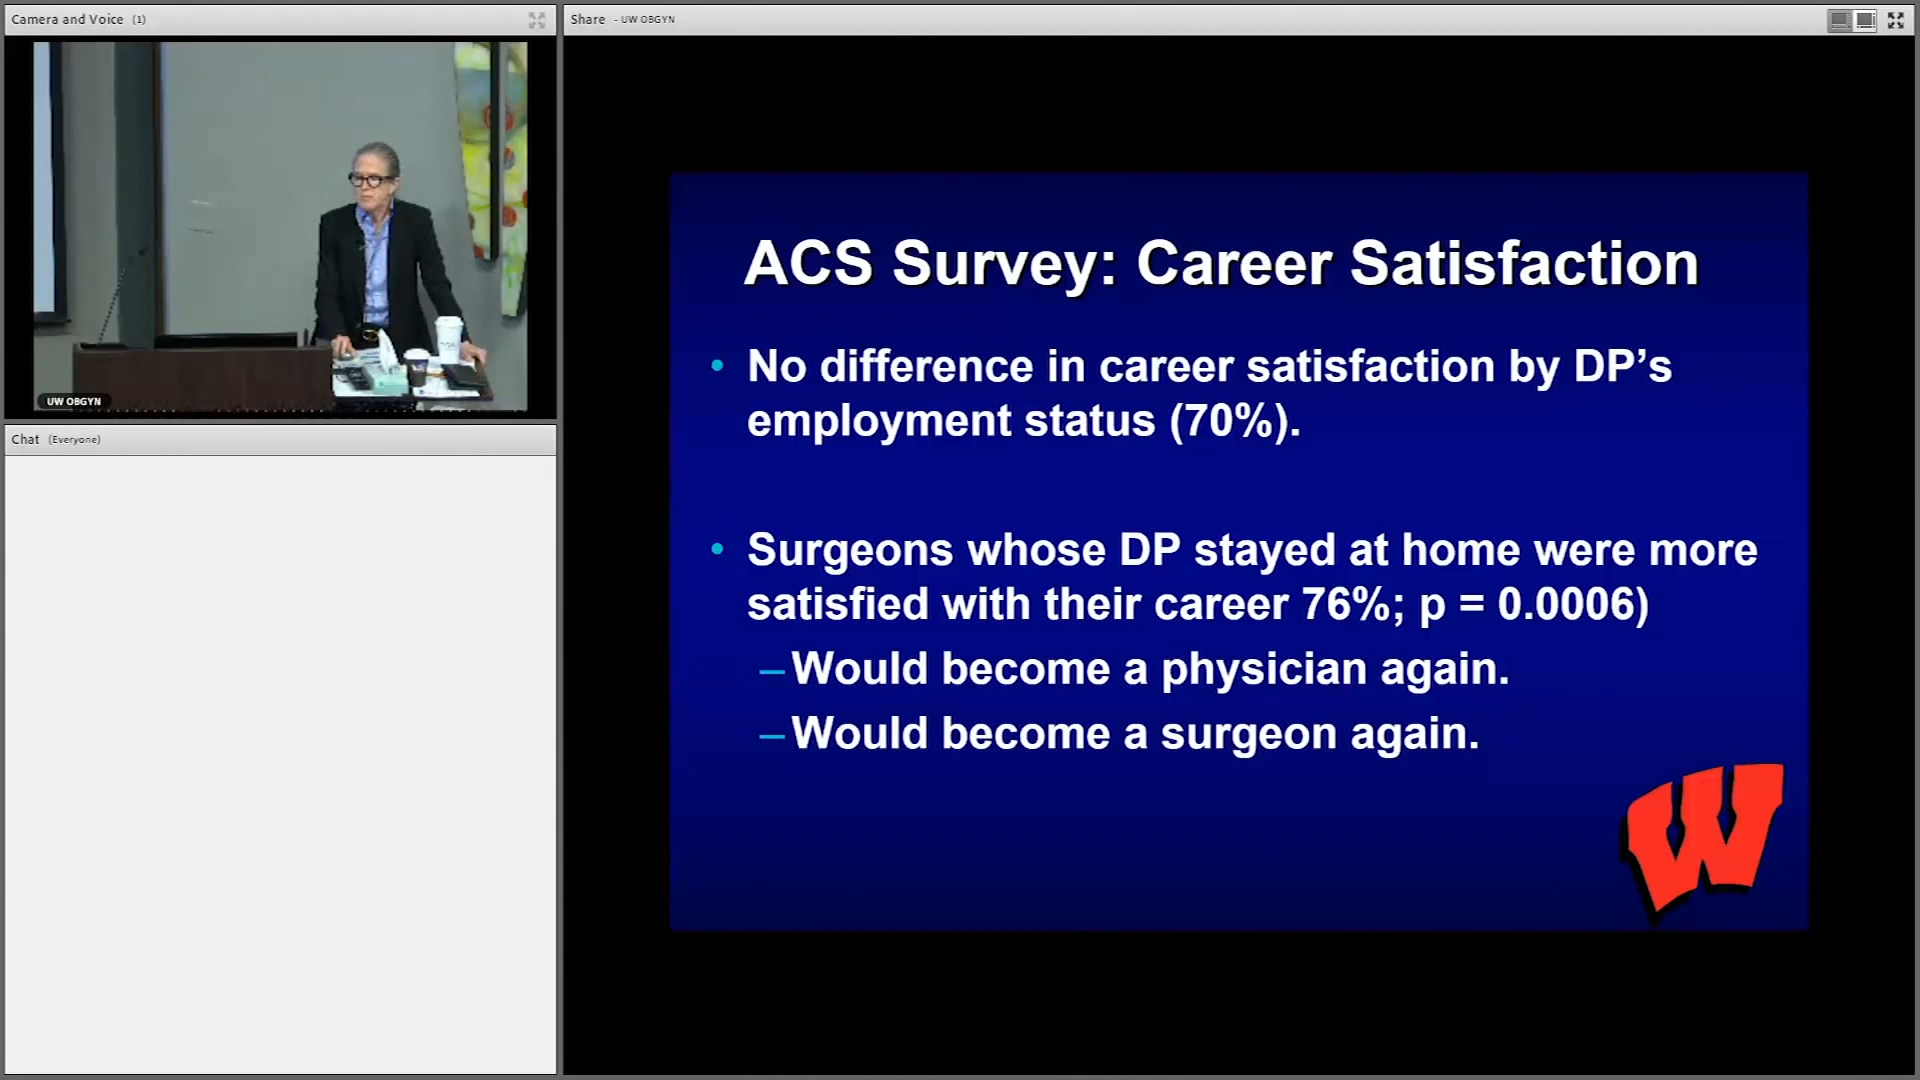 Camera and Voice (1)
UW OBGYN
Chat (Everyone)
Share - UW OBGYN
ACS Survey: Career Satisfaction
• No difference in career satisfaction by DP’s
employment status (70%).
• Surgeons whose DP stayed at home were more
satisfied with their career 76%; p = 0.0006)
– Would become a physician again.
– Would become a surgeon again.
W